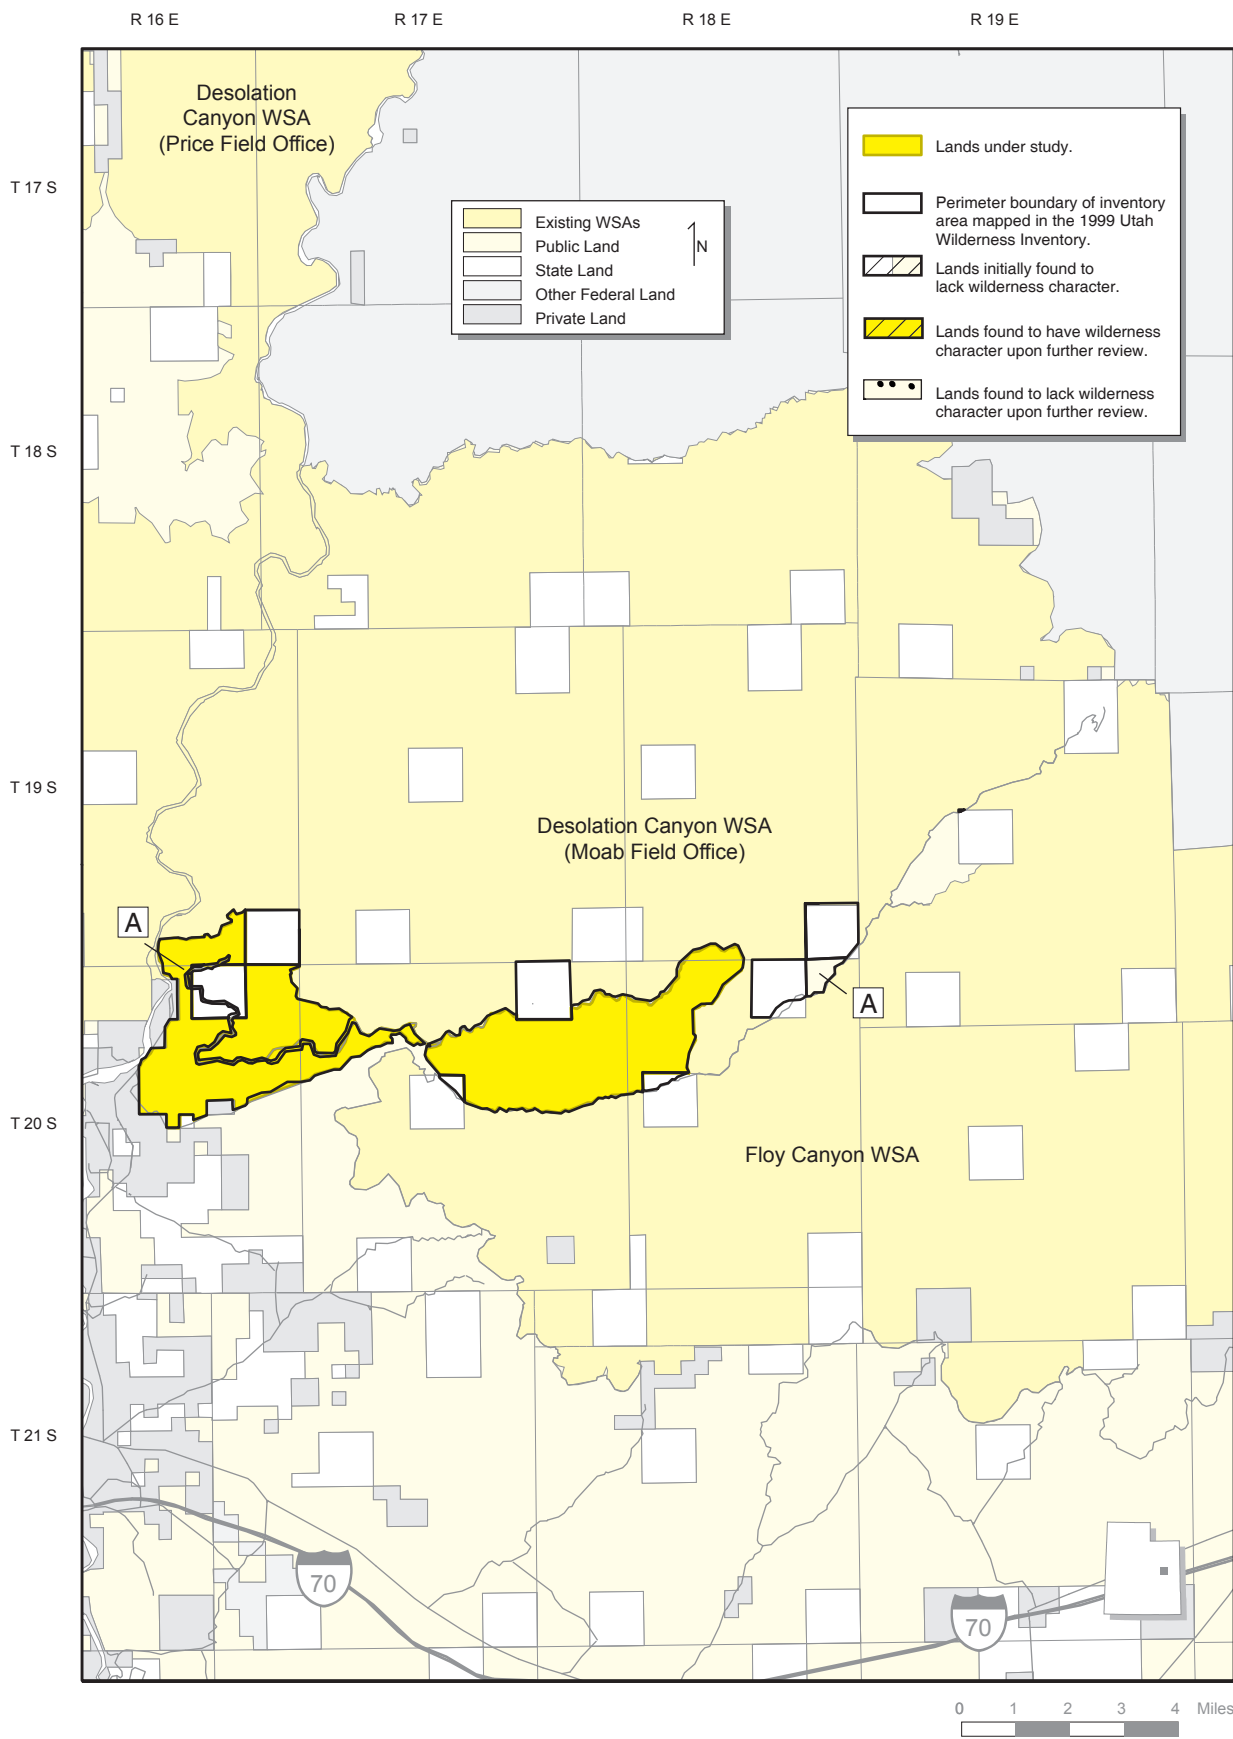 R 16 E R 17 E R 18 E R 19 E
Desolation
Canyon WSA
(Price Field Office)
T 17 S
Lands under study.
Perimeter boundary of inventory
area mapped in the 1999 Utah
Wilderness Inventory.
Lands initially found to
lack wilderness character.
Lands found to have wilderness
character upon further review.
Lands found to lack wilderness
character upon further review.
Existing WSAs
Public Land
State Land
Other Federal Land
Private Land
N
T 18 S
T 19 S
Desolation Canyon WSA
(Moab Field Office)
A
A
T 20 S
Floy Canyon WSA
T 21 S
70
70
0 1 2 3 4 Miles